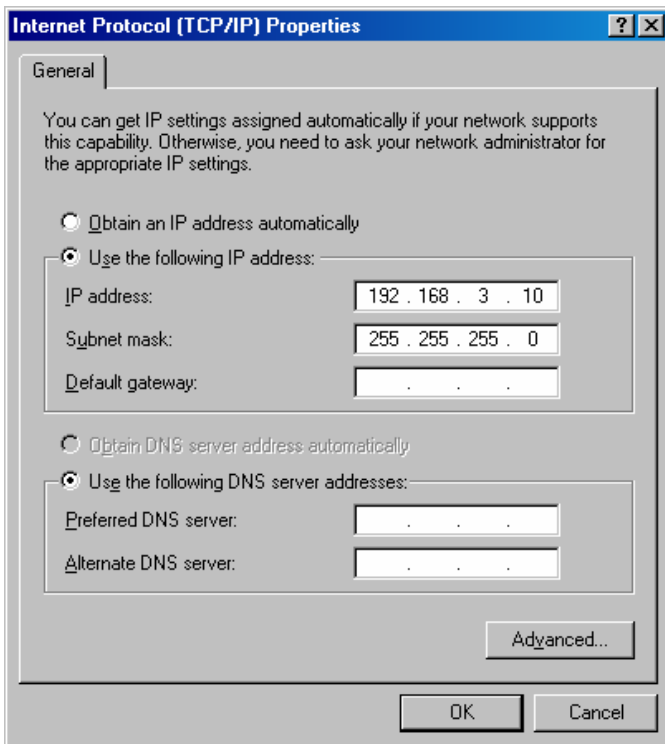 Internet Protocol (TCP/IP) Properties
General
You can get IP settings assigned automatically if your network supports
this capability. Otherwise, you need to ask your network administrator for
the appropriate IP settings.
Obtain an IP address automatically
Use the following IP address:
IP address: 192 . 168 . 3 . 10
Subnet mask: 255 . 255 . 255 . 0
Default gateway: . . .
Obtain DNS server address automatically
Use the following DNS server addresses:
Preferred DNS server: . . .
Alternate DNS server: . . .
Advanced...
OK Cancel